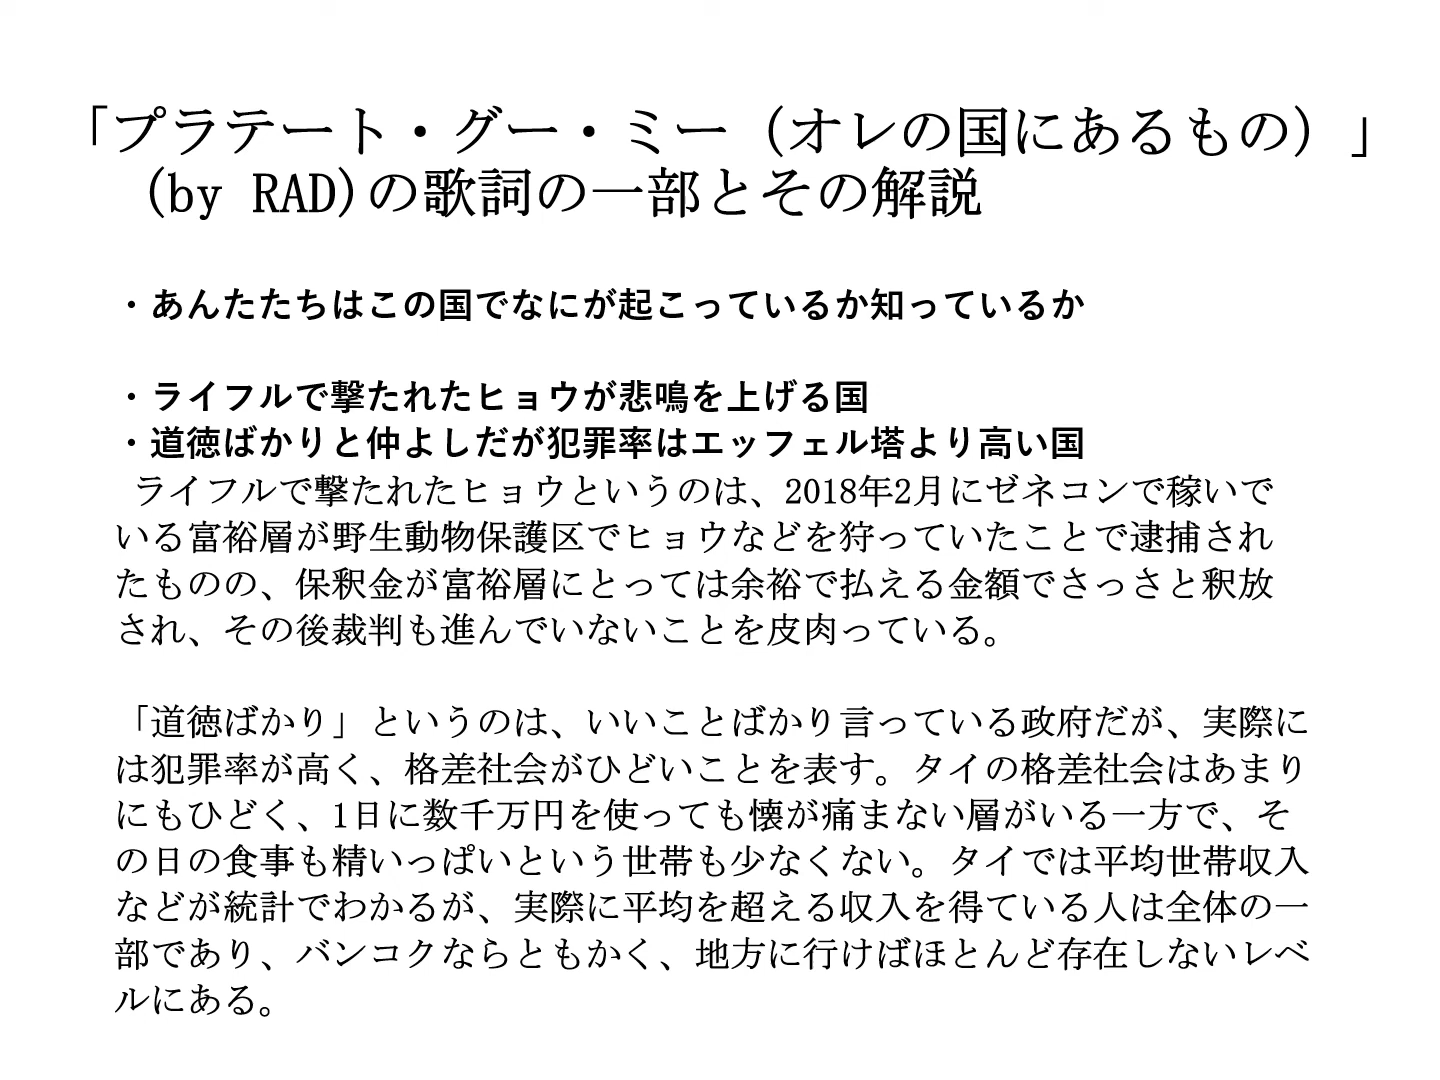 「プラテート・グー・ミー（オレの国にあるもの）」
(by RAD)の歌詞の一部とその解説
・あんたたちはこの国でなにが起こっているか知っているか
・ライフルで撃たれたヒョウが悲鳴を上げる国
・道徳ばかりと仲よしだが犯罪率はエッフェル塔より高い国
ライフルで撃たれたヒョウというのは、2018年2月にゼネコンで稼いで
いる富裕層が野生動物保護区でヒョウなどを狩っていたことで逮捕され
たものの、保釈金が富裕層にとっては余裕で払える金額でさっさと釈放
され、その後裁判も進んでいないことを皮肉っている。
「道徳ばかり」というのは、いいことばかり言っている政府だが、実際に
は犯罪率が高く、格差社会がひどいことを表す。タイの格差社会はあまり
にもひどく、1日に数千万円を使っても懐が痛まない層がいる一方で、そ
の日の食事も精いっぱいという世帯も少なくない。タイでは平均世帯収入
などが統計でわかるが、実際に平均を超える収入を得ている人は全体の一
部であり、バンコクならともかく、地方に行けばほとんど存在しないレベ
ルにある。